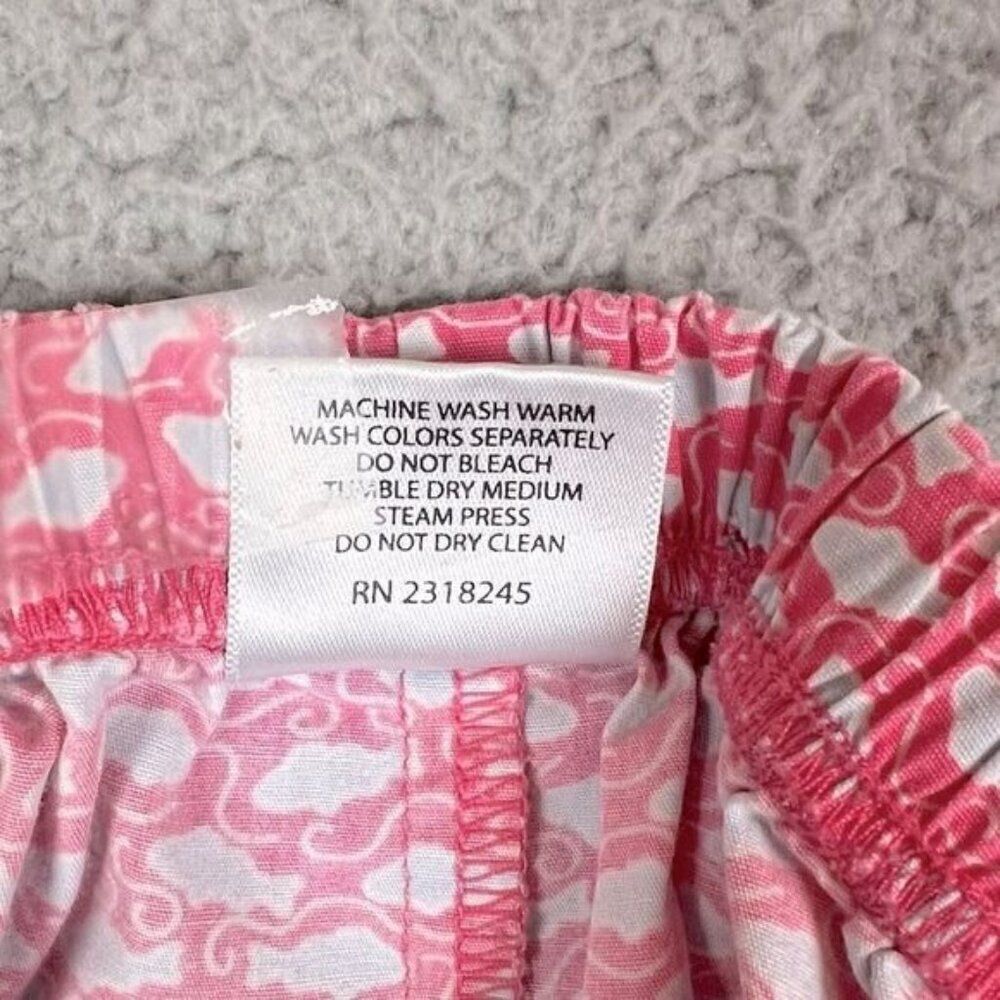 MACHINE WASH WARM
WASH COLORS SEPARATELY
DO NOT BLEACH
TUMBLE DRY MEDIUM
STEAM PRESS
DO NOT DRY CLEAN
RN 2318245